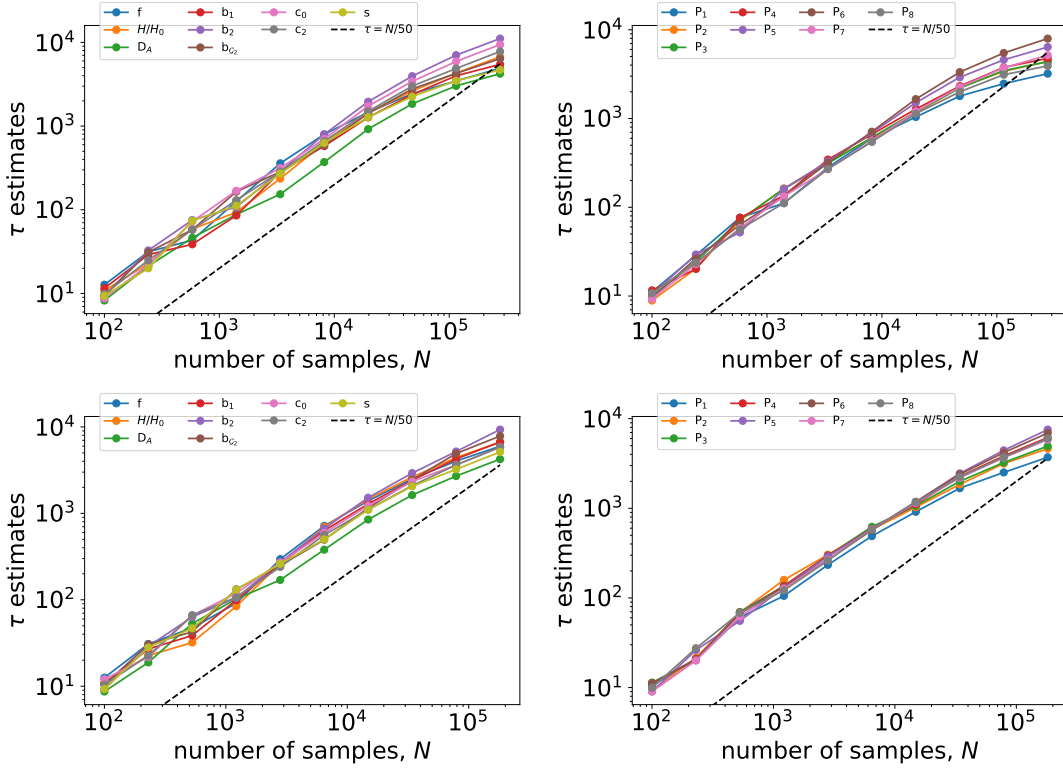 f b₁ c₀ s
H/H₀ b₂ c₂ τ = N/50
D_A b_G₂
10⁴
10³
10²
10¹
τ estimates
10² 10³ 10⁴ 10⁵
number of samples, N
P₁ P₄ P₆ P₈
P₂ P₅ P₇ τ = N/50
P₃
10⁴
10³
10²
10¹
τ estimates
10² 10³ 10⁴ 10⁵
number of samples, N
f b₁ c₀ s
H/H₀ b₂ c₂ τ = N/50
D_A b_G₂
10⁴
10³
10²
10¹
τ estimates
10² 10³ 10⁴ 10⁵
number of samples, N
P₁ P₄ P₆ P₈
P₂ P₅ P₇ τ = N/50
P₃
10⁴
10³
10²
10¹
τ estimates
10² 10³ 10⁴ 10⁵
number of samples, N